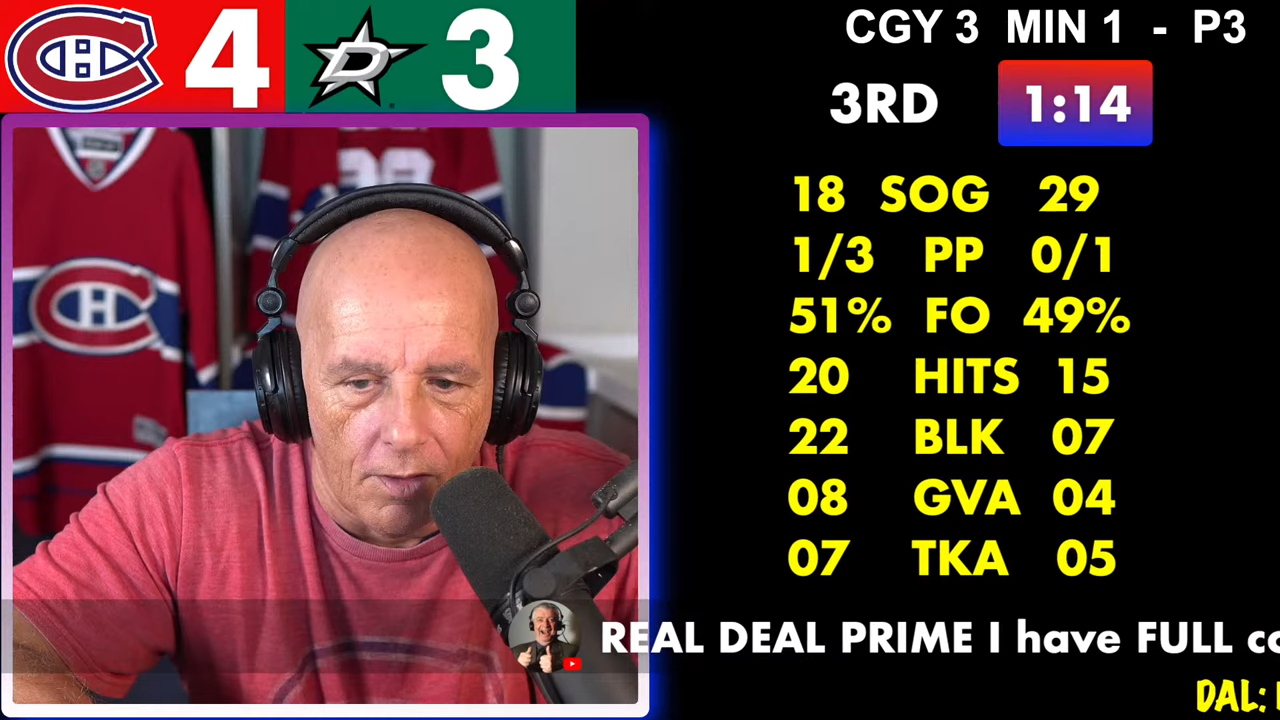 4 3
CGY 3 MIN 1 - P3
3RD 1:14
18 SOG 29
1/3 PP 0/1
51% FO 49%
20 HITS 15
22 BLK 07
08 GVA 04
07 TKA 05
REAL DEAL PRIME I have FULL
DAL: